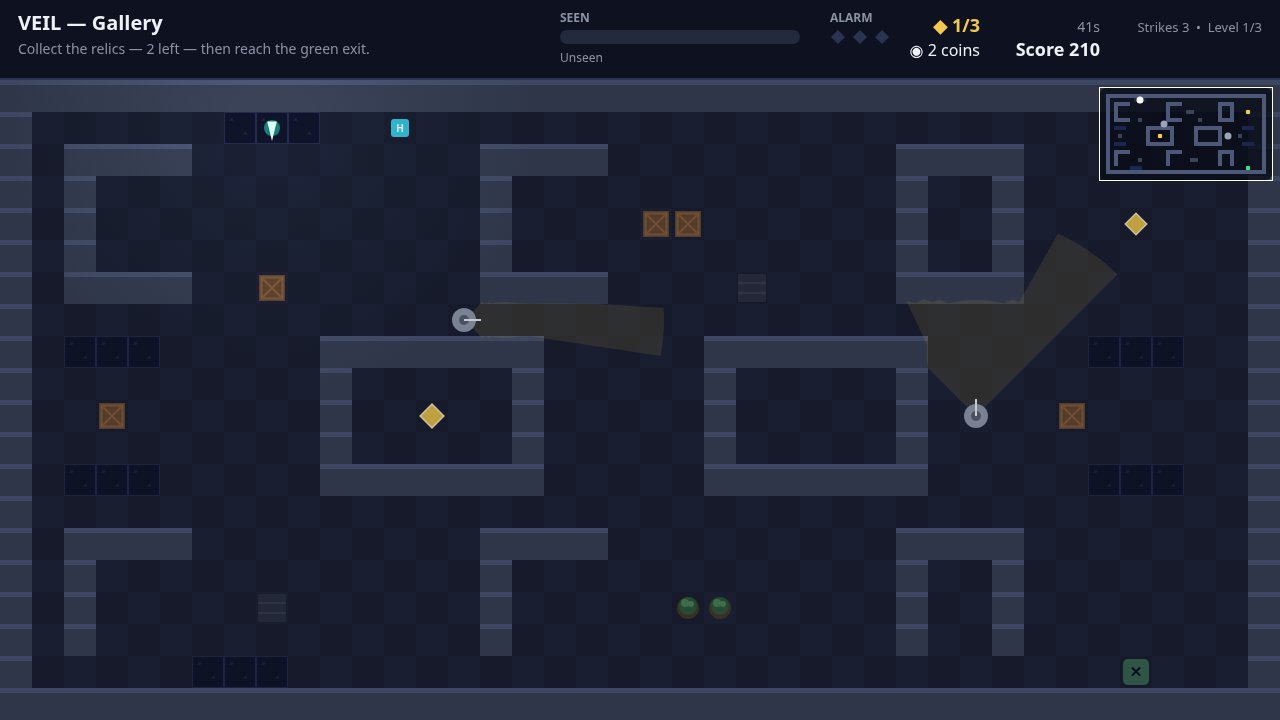 VEIL — Gallery
Collect the relics — 2 left — then reach the green exit.
SEEN
Unseen
ALARM
1/3
2 coins
41s
Score 210
Strikes 3 • Level 1/3
H